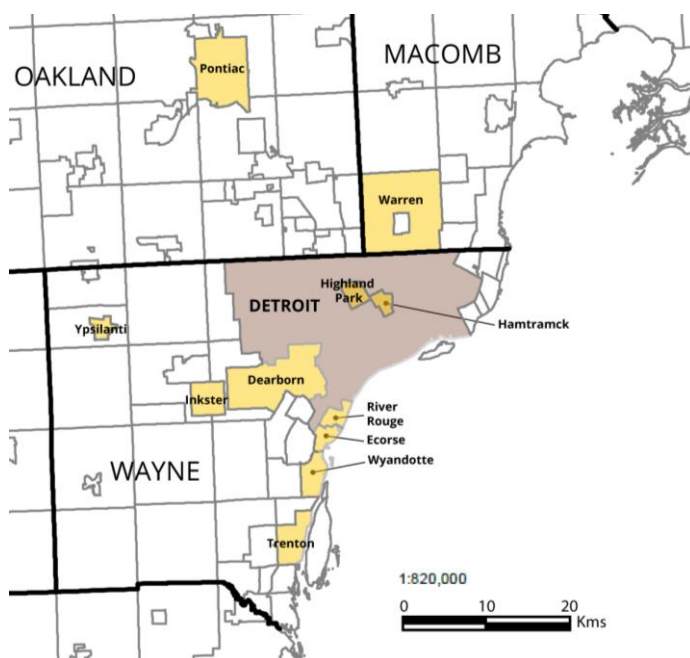 OAKLAND
Pontiac
MACOMB
Warren
Highland
Park
DETROIT
Hamtramck
Ypsilanti
Dearborn
Inkster
River
Rouge
Ecorse
WAYNE
Wyandotte
Trenton
1:820,000
0 10 20
Kms